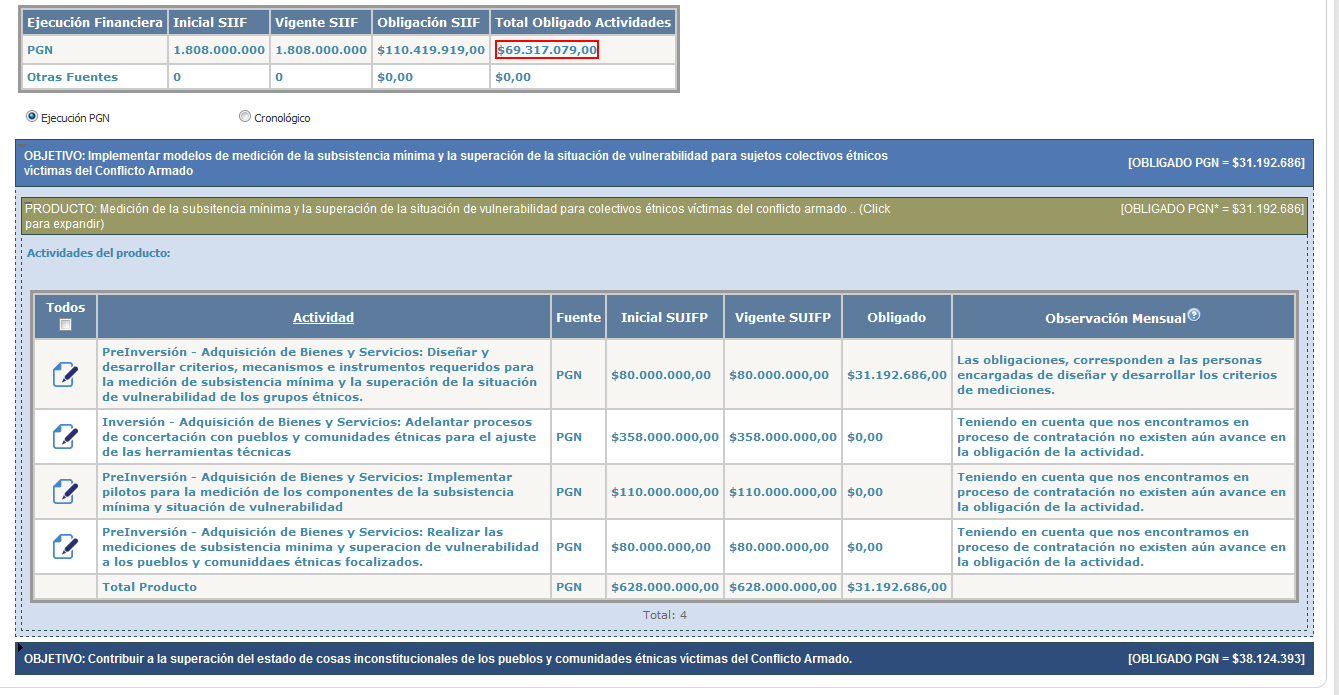 Ejecución Financiera Inicial SIIF Vigente SIIF Obligación SIIF Total Obligado Actividades
PGN 1.808.000.000 1.808.000.000 $110.419.919,00 $69.317.079,00
Otras Fuentes 0 0 $0,00 $0,00
Ejecución PGN Cronológico
OBJETIVO: Implementar modelos de medición de la subsistencia mínima y la superación de la situación de vulnerabilidad para sujetos colectivos étnicos
víctimas del Conflicto Armado
[OBLIGADO PGN = $31.192.686]
PRODUCTO: Medición de la subsitencia mínima y la superación de la situación de vulnerabilidad para colectivos étnicos víctimas del conflicto armado .. (Click
para expandir)
[OBLIGADO PGN* = $31.192.686]
Actividades del producto:
Todos Actividad Fuente Inicial SUIFP Vigente SUIFP Obligado Observación Mensual?
PreInversión - Adquisición de Bienes y Servicios: Diseñar y
desarrollar criterios, mecanismos e instrumentos requeridos para
la medición de subsistencia mínima y la superación de la situación
de vulnerabilidad de los grupos étnicos.
PGN $80.000.000,00 $80.000.000,00 $31.192.686,00
Las obligaciones, corresponden a las personas
encargadas de diseñar y desarrollar los criterios
de mediciones.
Inversión - Adquisición de Bienes y Servicios: Adelantar procesos
de concertación con pueblos y comunidades étnicas para el ajuste
de las herramientas técnicas
PGN $358.000.000,00 $358.000.000,00 $0,00
Teniendo en cuenta que nos encontramos en
proceso de contratación no existen aún avance en
la obligación de la actividad.
PreInversión - Adquisición de Bienes y Servicios: Implementar
pilotos para la medición de los componentes de la subsistencia
mínima y situación de vulnerabilidad
PGN $110.000.000,00 $110.000.000,00 $0,00
Teniendo en cuenta que nos encontramos en
proceso de contratación no existen aún avance en
la obligación de la actividad.
PreInversión - Adquisición de Bienes y Servicios: Realizar las
mediciones de subsistencia minima y superacion de vulnerabilidad
a los pueblos y comuniddaes étnicas focalizados.
PGN $80.000.000,00 $80.000.000,00 $0,00
Teniendo en cuenta que nos encontramos en
proceso de contratación no existen aún avance en
la obligación de la actividad.
Total Producto PGN $628.000.000,00 $628.000.000,00 $31.192.686,00
Total: 4
OBJETIVO: Contribuir a la superación del estado de cosas inconstitucionales de los pueblos y comunidades étnicas víctimas del Conflicto Armado. [OBLIGADO PGN = $38.124.393]